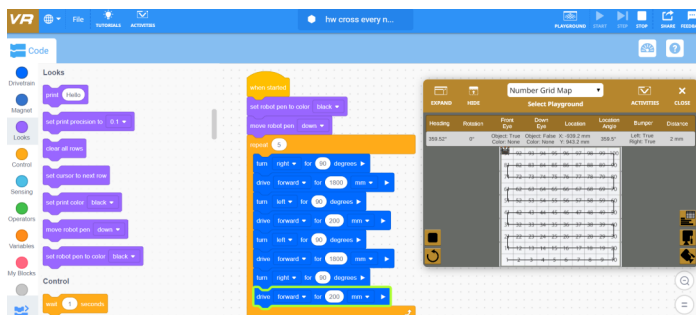 VR
File
TUTORIALS
ACTIVITIES
hw cross every n...
PLAYGROUND
START
STEP
STOP
SHARE
FEEDB
Code
Drivetrain
Magnet
Looks
Control
Sensing
Operators
Variables
My Blocks
Looks
print Hello
set print precision to 0.1
clear all rows
set cursor to next row
set print color black
move robot pen down
set robot pen to color black
Control
wait 1 seconds
when started
set robot pen to color black
move robot pen down
repeat 5
turn right for 90 degrees
drive forward for 1800 mm
turn left for 90 degrees
drive forward for 200 mm
turn left for 90 degrees
drive forward for 1800 mm
turn right for 90 degrees
drive forward for 200 mm
EXPAND
HIDE
Number Grid Map
Select Playground
ACTIVITIES
CLOSE
Heading Rotation Front Eye Down Eye Location Location Angle Bumper Distance
359.52° 0° Object: True Color: None Object: False Color: None X: -939.2 mm Y: 943.2 mm 359.5° Left: True Right: True 2 mm